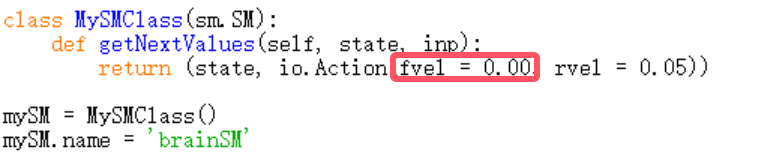 class MySMClass(sm.SM):
    def getNextValues(self, state, inp):
        return (state, io.Action(fvel = 0.00, rvel = 0.05))
mySM = MySMClass()
mySM.name = 'brainSM'